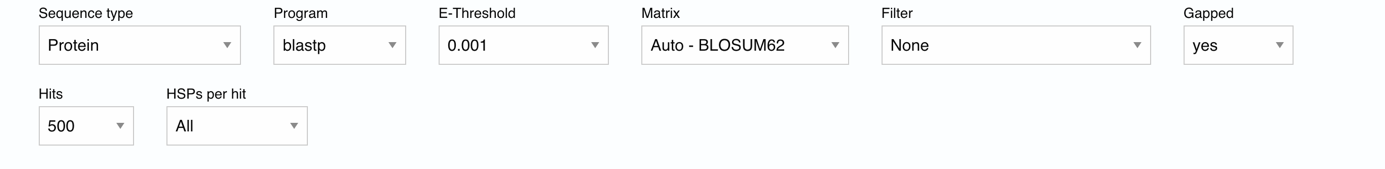 Sequence type Program E-Threshold Matrix Filter Gapped
Protein blastp 0.001 Auto - BLOSUM62 None yes
Hits HSPs per hit
500 All